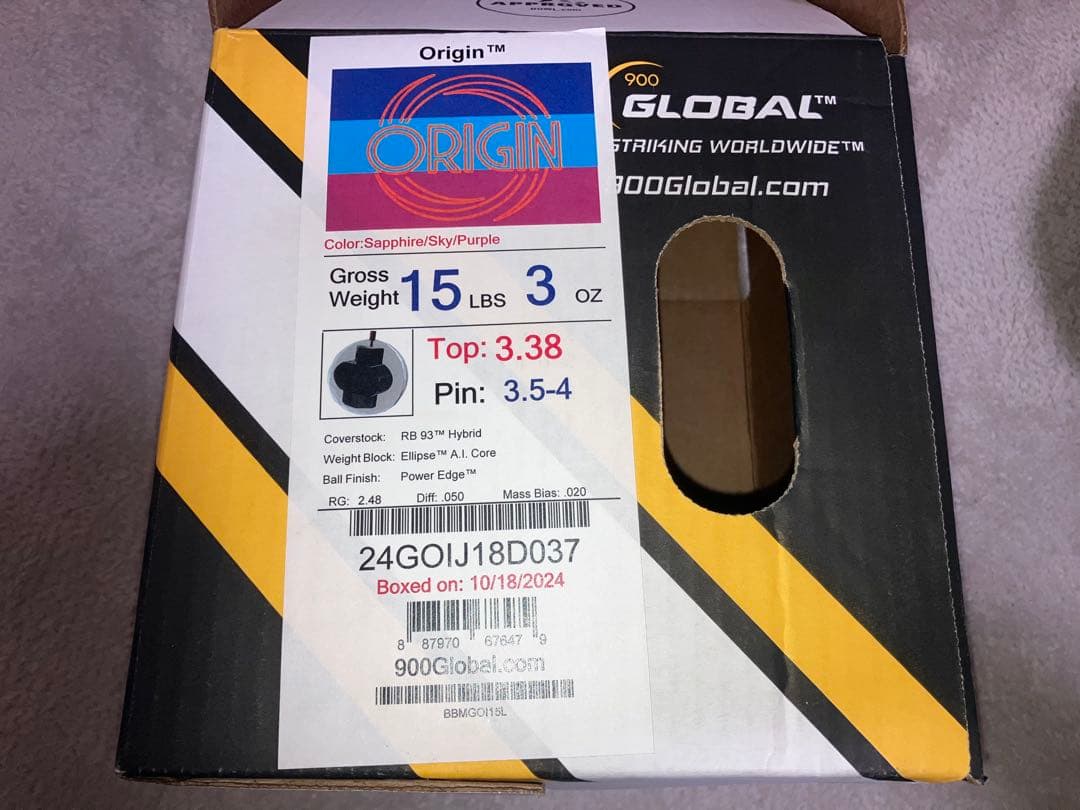 APPROVED
BOWL.COM
Origin™
ORIGIN
Color:Sapphire/Sky/Purple
Gross Weight 15 LBS 3 OZ
Top: 3.38
Pin: 3.5-4
Coverstock: RB 93™ Hybrid
Weight Block: Ellipse™ A.I. Core
Ball Finish: Power Edge™
RG: 2.48 Diff: .050 Mass Bias: .020
24GOIJ18D037
Boxed on: 10/18/2024
8 87970 67647 9
900Global.com
BBMGOI15L
900
GLOBAL™
STRIKING WORLDWIDE™
900Global.com